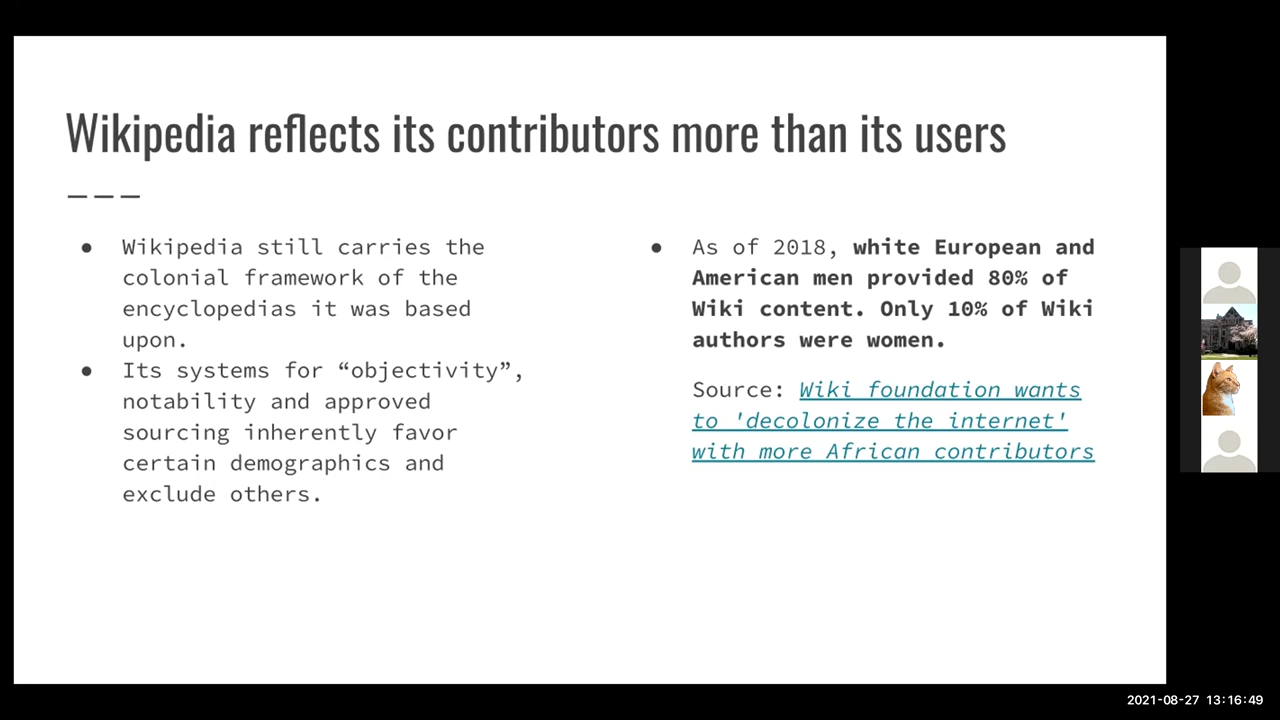 Wikipedia reflects its contributors more than its users
● Wikipedia still carries the
colonial framework of the
encyclopedias it was based
upon.
● Its systems for “objectivity”,
notability and approved
sourcing inherently favor
certain demographics and
exclude others.
● As of 2018, white European and
American men provided 80% of
Wiki content. Only 10% of Wiki
authors were women.
Source: Wiki foundation wants
to 'decolonize the internet'
with more African contributors
2021-08-27 13:16:49